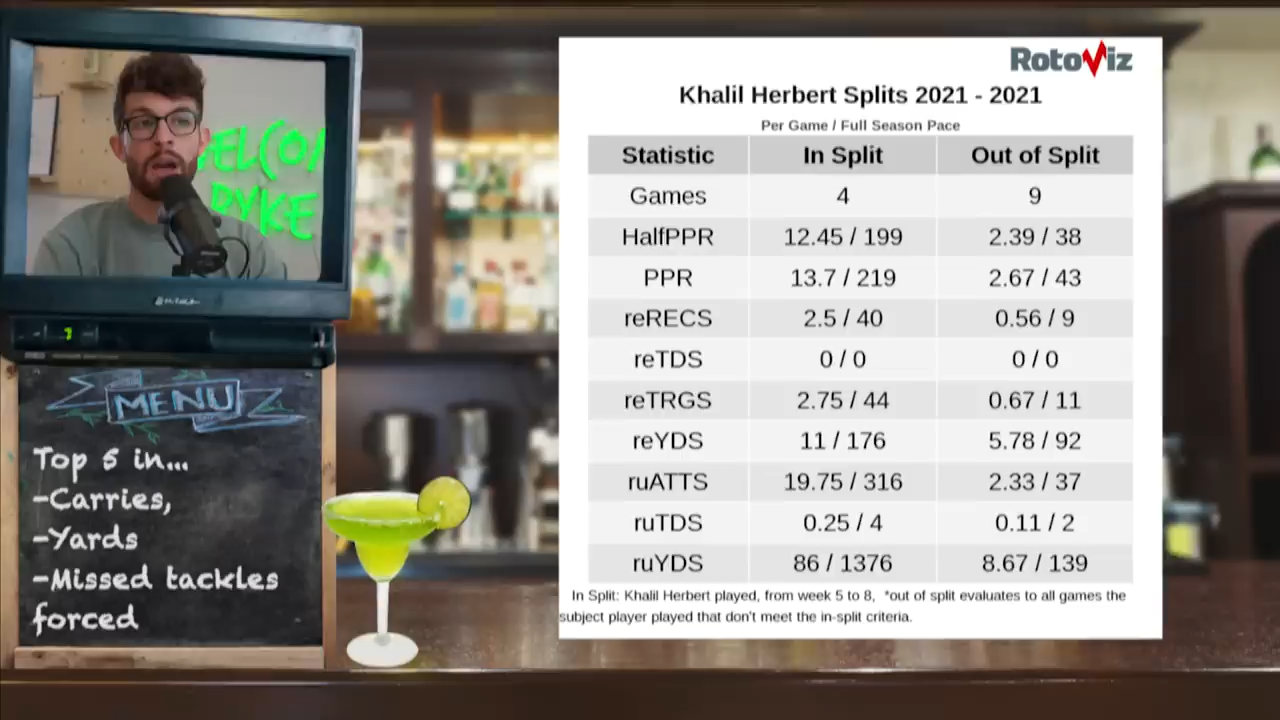 RotoViz
Khalil Herbert Splits 2021 - 2021
Per Game / Full Season Pace
Statistic In Split Out of Split
Games 4 9
HalfPPR 12.45 / 199 2.39 / 38
PPR 13.7 / 219 2.67 / 43
reRECS 2.5 / 40 0.56 / 9
reTDS 0 / 0 0 / 0
reTRGS 2.75 / 44 0.67 / 11
reYDS 11 / 176 5.78 / 92
ruATTS 19.75 / 316 2.33 / 37
ruTDS 0.25 / 4 0.11 / 2
ruYDS 86 / 1376 8.67 / 139
In Split: Khalil Herbert played, from week 5 to 8, *out of split evaluates to all games the
subject player played that don't meet the in-split criteria.
MENU
Top 5 in...
-Carries,
-Yards
-Missed tackles
forced